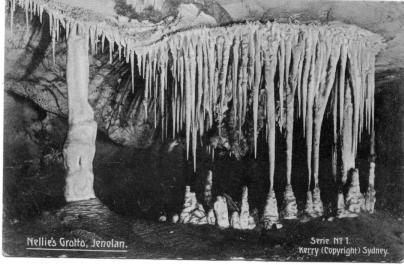 Nellie's Grotto, Jenolan.
Serie Nº 1.
Kerry (Copyright) Sydney.